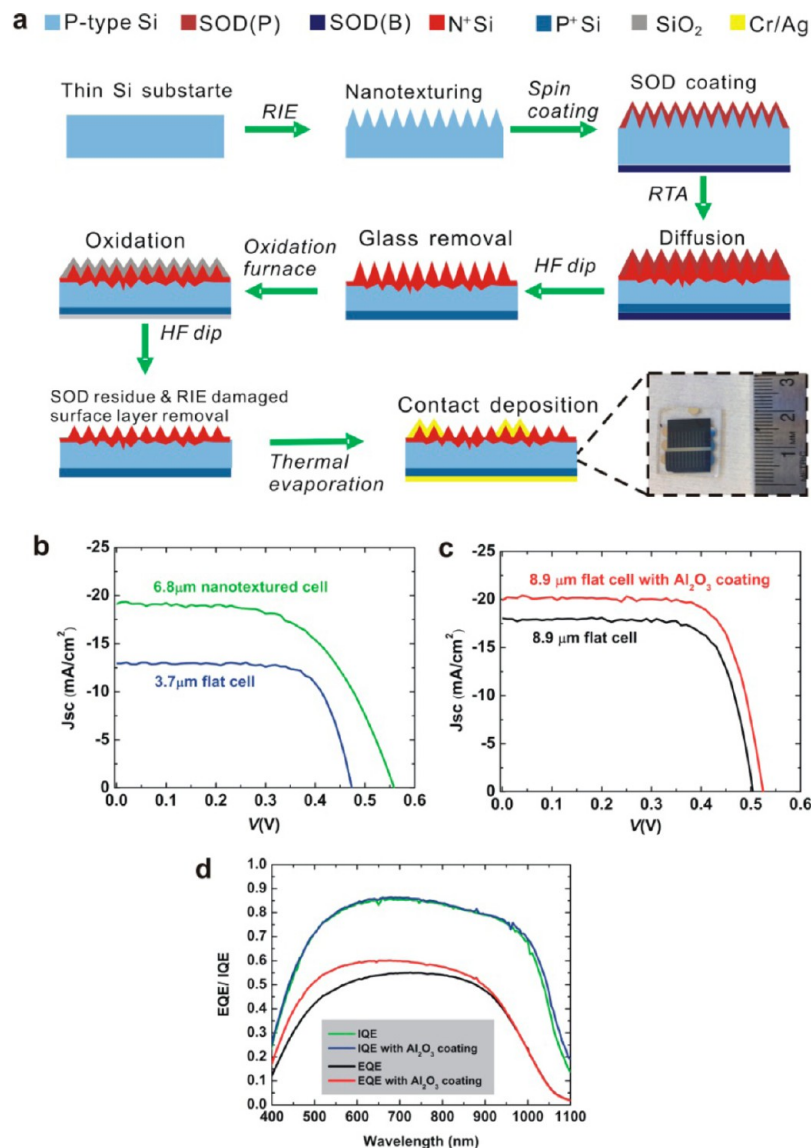 a
P-type Si SOD(P) SOD(B) N⁺Si P⁺Si SiO₂ Cr/Ag
Thin Si substarte
RIE
Nanotexturing
Spin
coating
SOD coating
RTA
Oxidation
Oxidation
furnace
Glass removal
HF dip
Diffusion
HF dip
SOD residue & RIE damaged
surface layer removal
Thermal
evaporation
Contact deposition
1 2 3
MM
b
-25
-20
-15
-10
-5
0
Jsc (mA/cm²)
6.8μm nanotextured cell
3.7μm flat cell
0.0 0.1 0.2 0.3 0.4 0.5 0.6
V(V)
c
-25
-20
-15
-10
-5
0
Jsc (mA/cm²)
8.9 μm flat cell with Al₂O₃ coating
8.9 μm flat cell
0.0 0.1 0.2 0.3 0.4 0.5 0.6
V(V)
d
1.0
0.9
0.8
0.7
0.6
0.5
0.4
0.3
0.2
0.1
0.0
EQE/ IQE
IQE
IQE with Al₂O₃ coating
EQE
EQE with Al₂O₃ coating
400 500 600 700 800 900 1000 1100
Wavelength (nm)